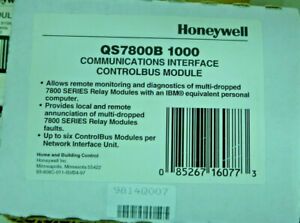 Honeywell
QS7800B 1000
COMMUNICATIONS INTERFACE
CONTROLBUS MODULE
• Allows remote monitoring and diagnostics of multi-dropped
7800 SERIES Relay Modules with an IBM® equivalent personal
computer.
• Provides local and remote
annunciation of multi-dropped
7800 SERIES Relay Modules
faults.
• Up to six ControlBus Modules per
Network Interface Unit.
Home and Building Control
Honeywell Inc.
Minneapolis, Minnesota 55422
0 85267 16077 3
9814Q007